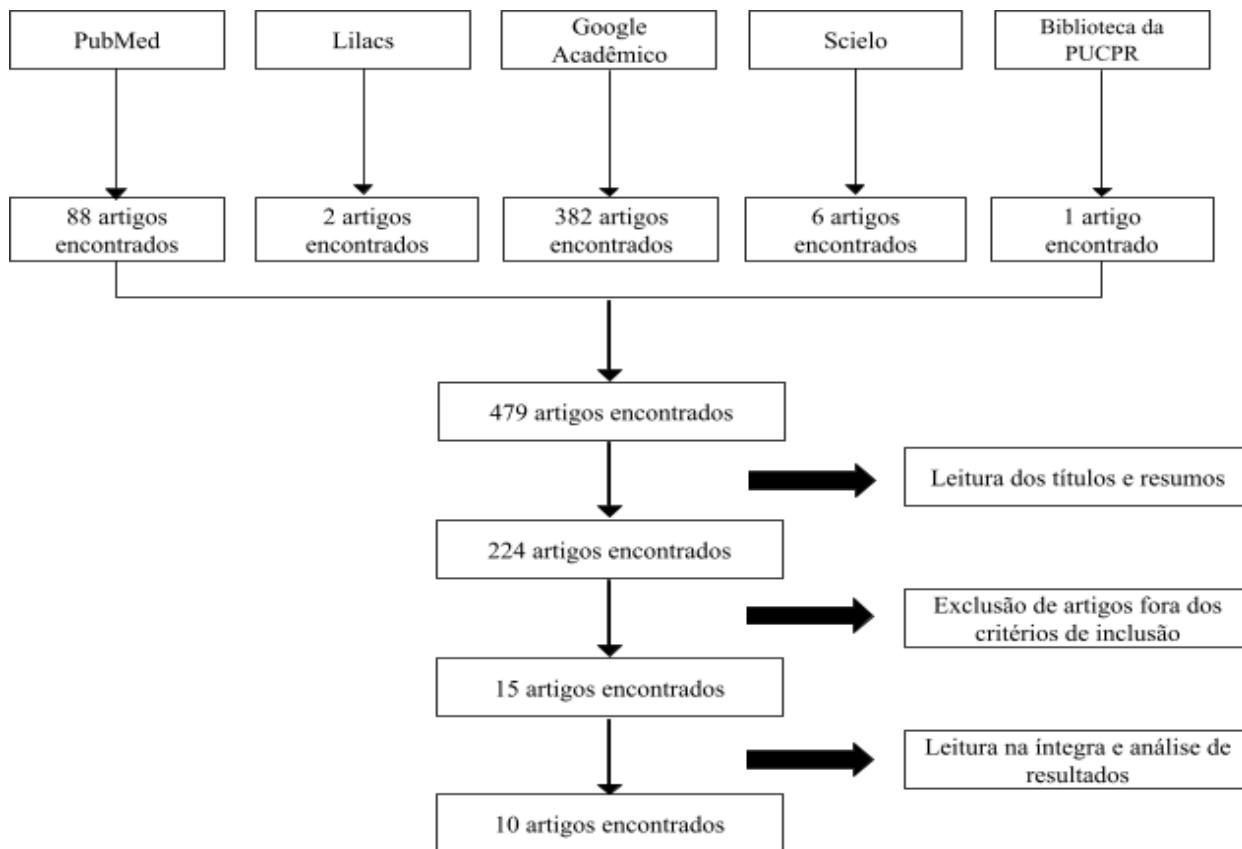 PubMed
Lilacs
Google
Acadêmico
Scielo
Biblioteca da
PUCPR
88 artigos
encontrados
2 artigos
encontrados
382 artigos
encontrados
6 artigos
encontrados
1 artigo
encontrado
479 artigos encontrados
Leitura dos títulos e resumos
224 artigos encontrados
Exclusão de artigos fora dos
critérios de inclusão
15 artigos encontrados
Leitura na íntegra e análise de
resultados
10 artigos encontrados